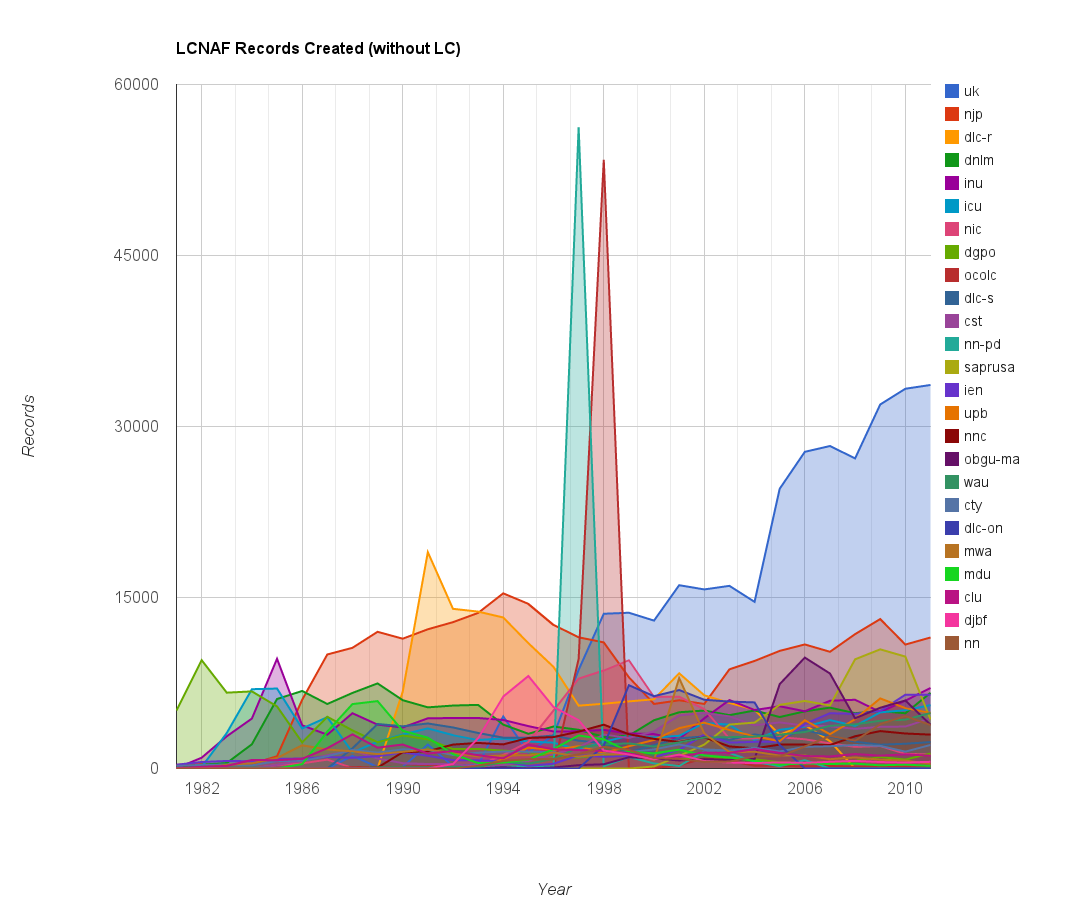 LCNAF Records Created (without LC)
60000
45000
30000
15000
0
Records
1982 1986 1990 1994 1998 2002 2006 2010
Year
uk
njp
dlc-r
dnlm
inu
icu
nic
dgpo
ocolc
dlc-s
cst
nn-pd
saprusa
ien
upb
nnc
obgu-ma
wau
cty
dlc-on
mwa
mdu
clu
djbf
nn